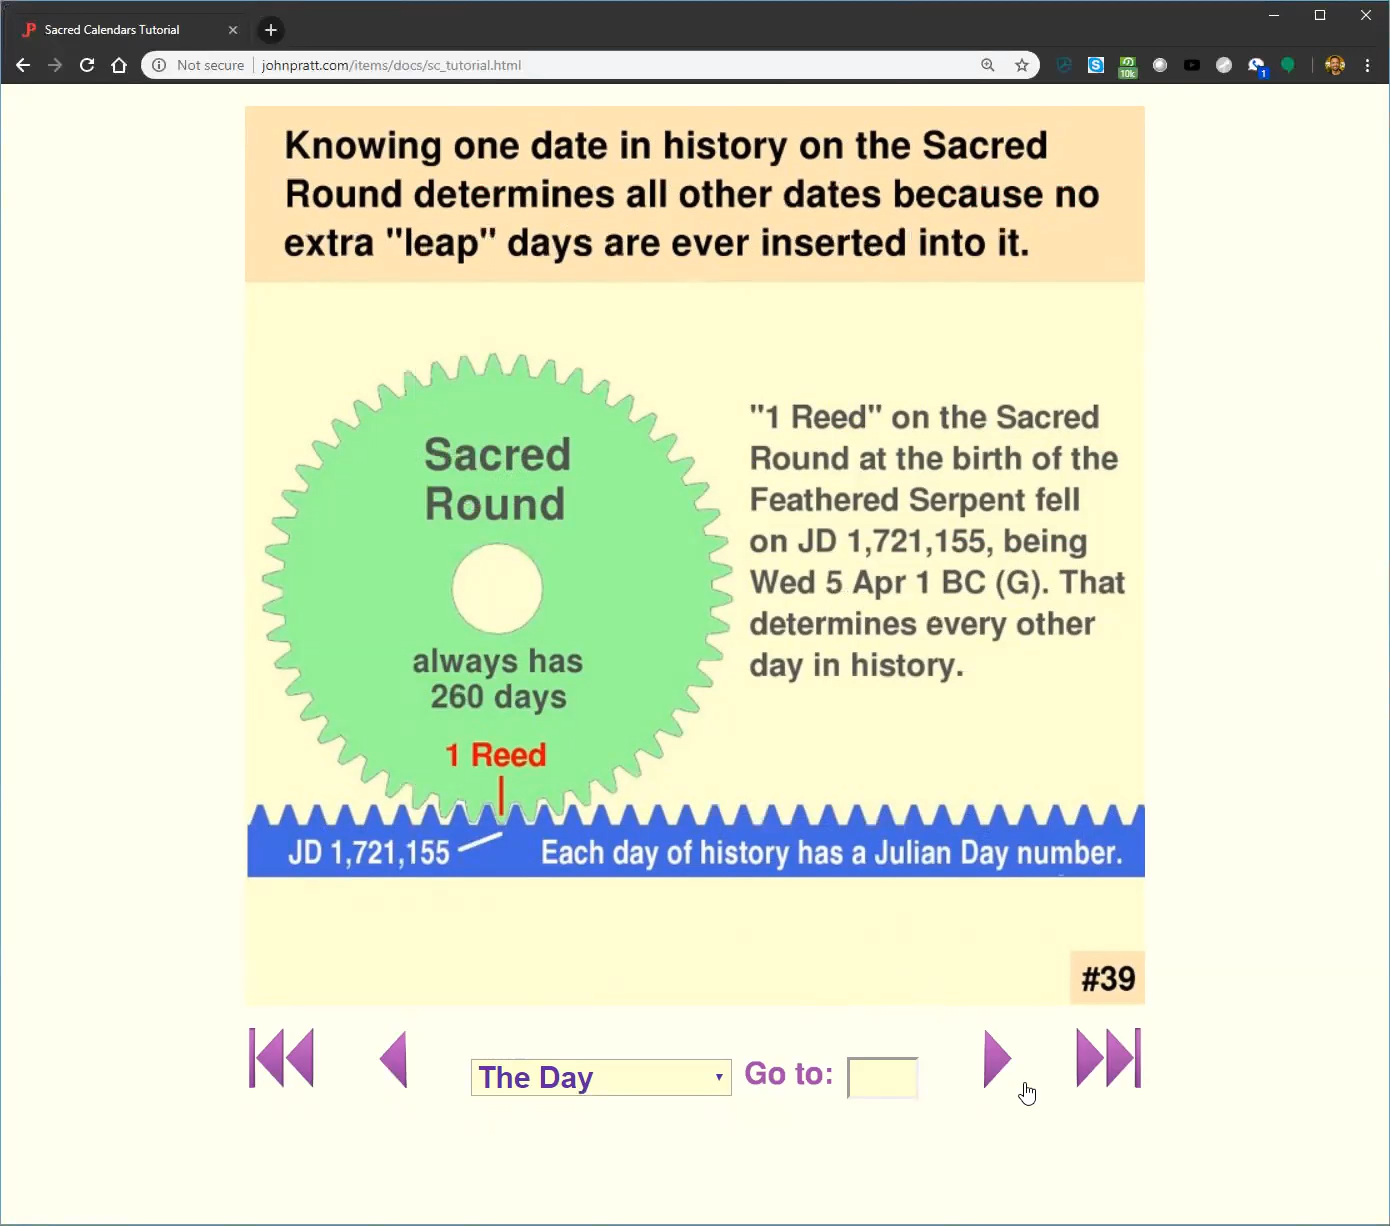 Sacred Calendars Tutorial
Not secure
johnpratt.com/items/docs/sc_tutorial.html
10k
1
Knowing one date in history on the Sacred
Round determines all other dates because no
extra "leap" days are ever inserted into it.
Sacred
Round
always has
260 days
1 Reed
"1 Reed" on the Sacred
Round at the birth of the
Feathered Serpent fell
on JD 1,721,155, being
Wed 5 Apr 1 BC (G). That
determines every other
day in history.
JD 1,721,155
Each day of history has a Julian Day number.
#39
The Day
Go to: